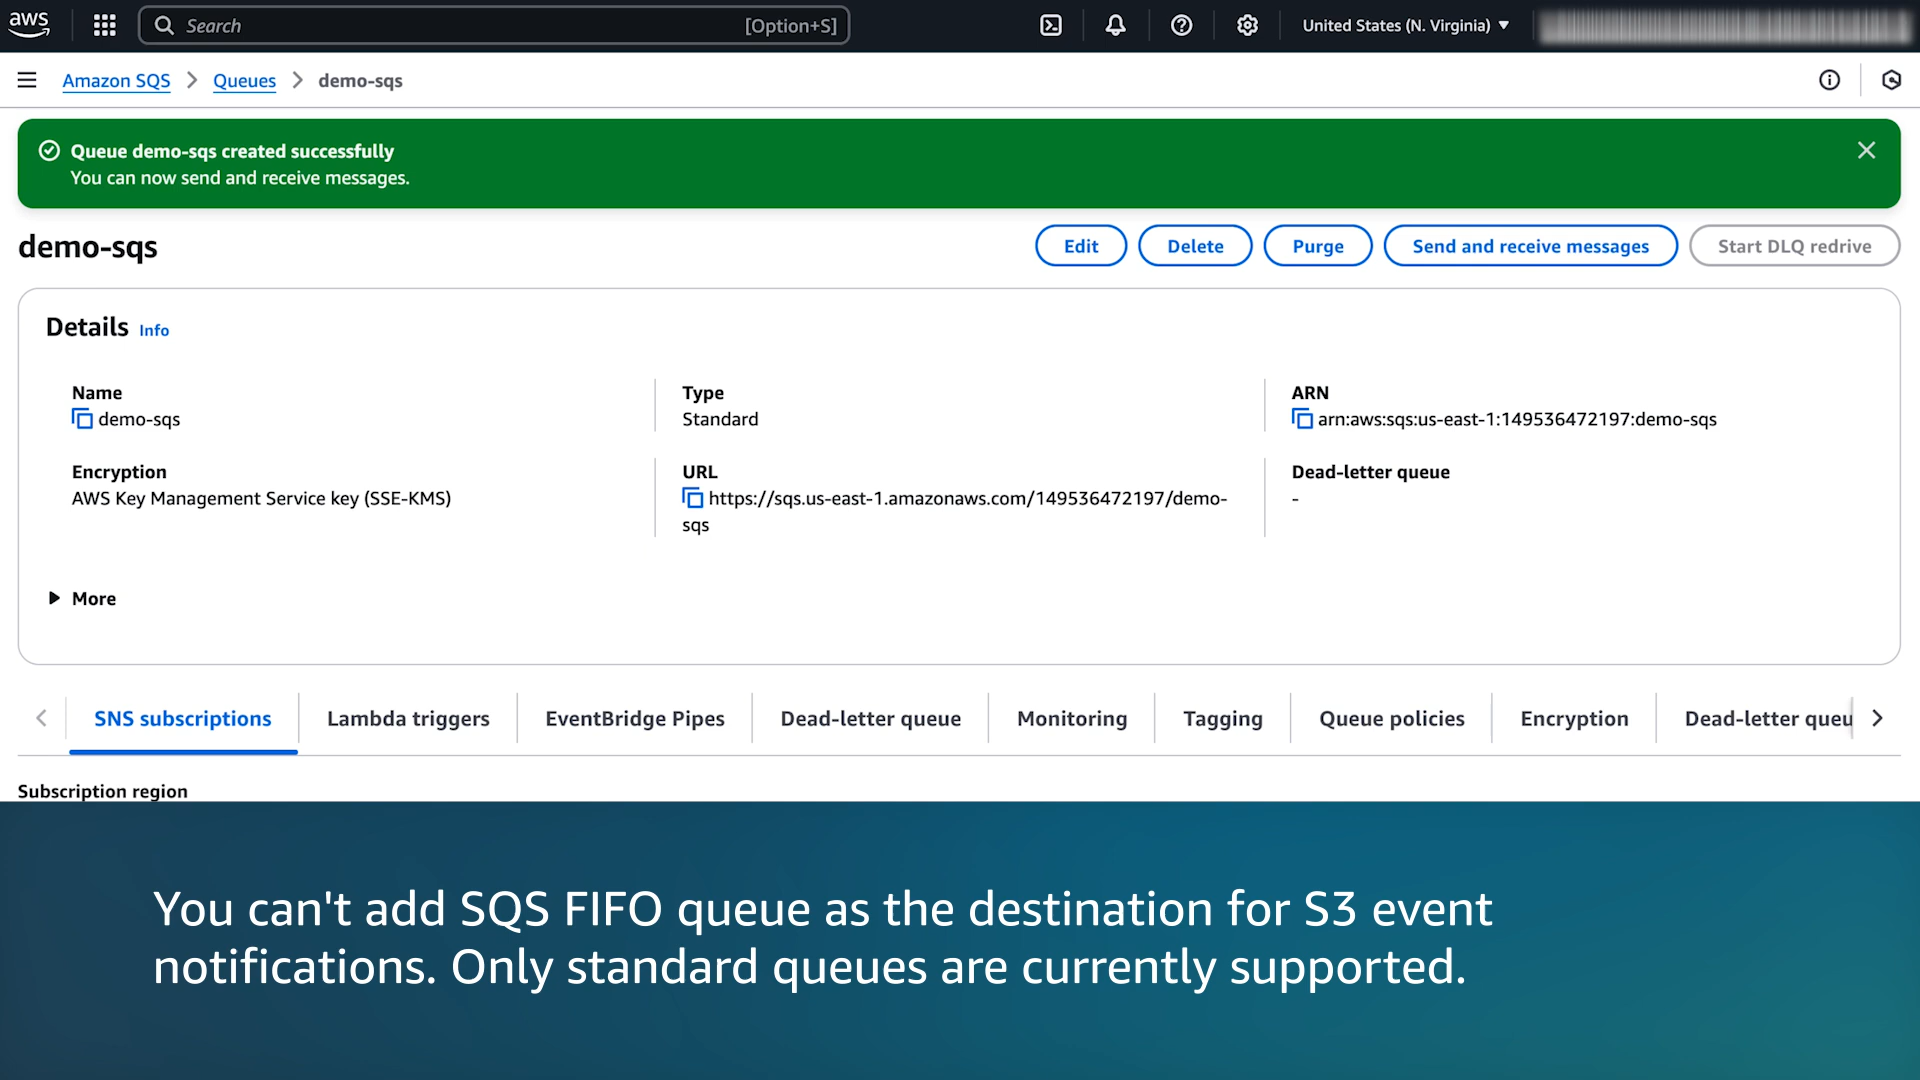 aws
Search
[Option+S]
United States (N. Virginia)
Amazon SQS
Queues
demo-sqs
Queue demo-sqs created successfully
You can now send and receive messages.
demo-sqs
Edit
Delete
Purge
Send and receive messages
Start DLQ redrive
Details Info
Name
demo-sqs
Type
Standard
ARN
arn:aws:sqs:us-east-1:149536472197:demo-sqs
Encryption
AWS Key Management Service key (SSE-KMS)
URL
https://sqs.us-east-1.amazonaws.com/149536472197/demo-
sqs
Dead-letter queue
-
More
SNS subscriptions
Lambda triggers
EventBridge Pipes
Dead-letter queue
Monitoring
Tagging
Queue policies
Encryption
Dead-letter queu
Subscription region
You can't add SQS FIFO queue as the destination for S3 event
notifications. Only standard queues are currently supported.